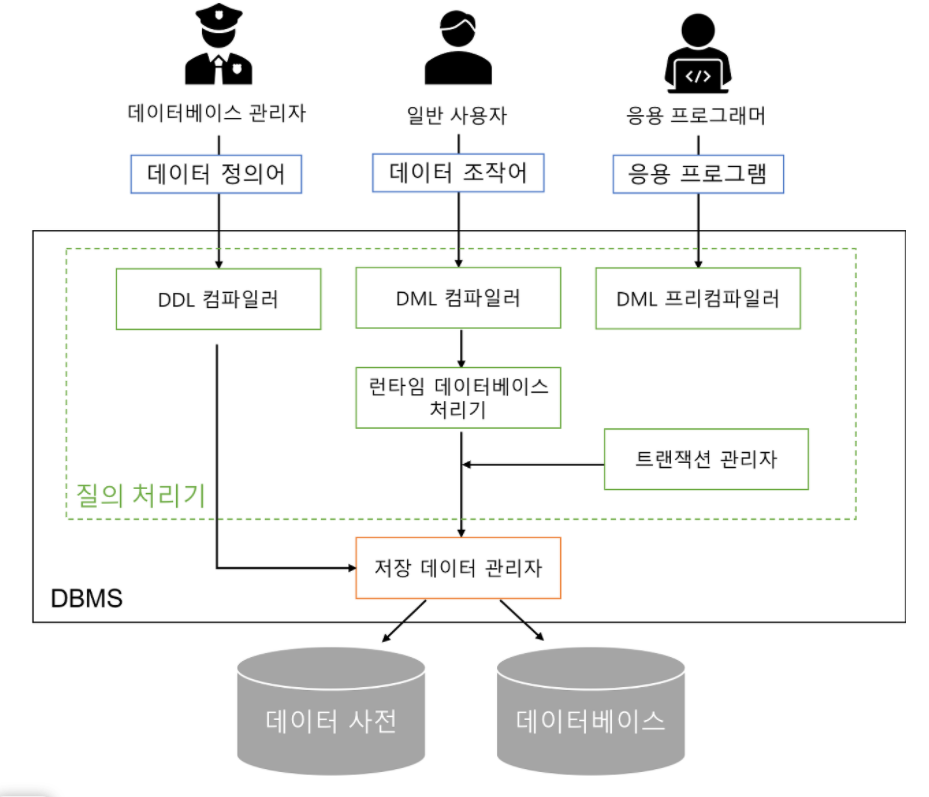 데이터베이스 관리자
일반 사용자
응용 프로그래머
</>
데이터 정의어
데이터 조작어
응용 프로그램
DDL 컴파일러
DML 컴파일러
DML 프리컴파일러
런타임 데이터베이스
처리기
트랜잭션 관리자
질의 처리기
저장 데이터 관리자
DBMS
데이터 사전
데이터베이스